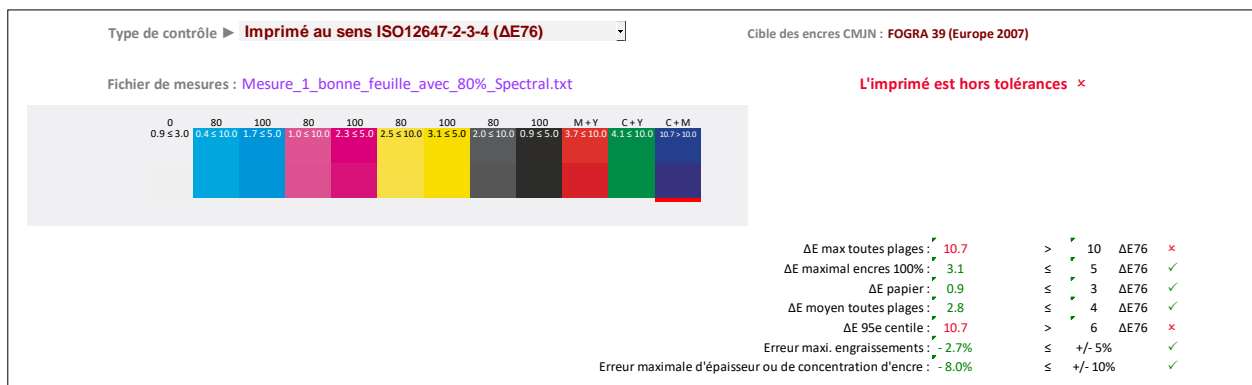 Type de contrôle ► Imprimé au sens ISO12647-2-3-4 (ΔE76) Cible des encres CMJN : FOGRA 39 (Europe 2007)
Fichier de mesures : Mesure_1_bonne_feuille_avec_80%_Spectral.txt L'imprimé est hors tolérances ×
0 80 100 80 100 80 100 80 100 M + Y C + Y C + M
0.9 ≤ 3.0 0.4 ≤ 10.0 1.7 ≤ 5.0 1.0 ≤ 10.0 2.3 ≤ 5.0 2.5 ≤ 10.0 3.1 ≤ 5.0 2.0 ≤ 10.0 0.9 ≤ 5.0 3.7 ≤ 10.0 4.1 ≤ 10.0 10.7 > 10.0
ΔE max toutes plages : 10.7 > 10 ΔE76 ×
ΔE maximal encres 100% : 3.1 ≤ 5 ΔE76 ✓
ΔE papier : 0.9 ≤ 3 ΔE76 ✓
ΔE moyen toutes plages : 2.8 ≤ 4 ΔE76 ✓
ΔE 95e centile : 10.7 > 6 ΔE76 ×
Erreur maxi. engraissements : - 2.7% ≤ +/- 5% ✓
Erreur maximale d'épaisseur ou de concentration d'encre : - 8.0% ≤ +/- 10% ✓